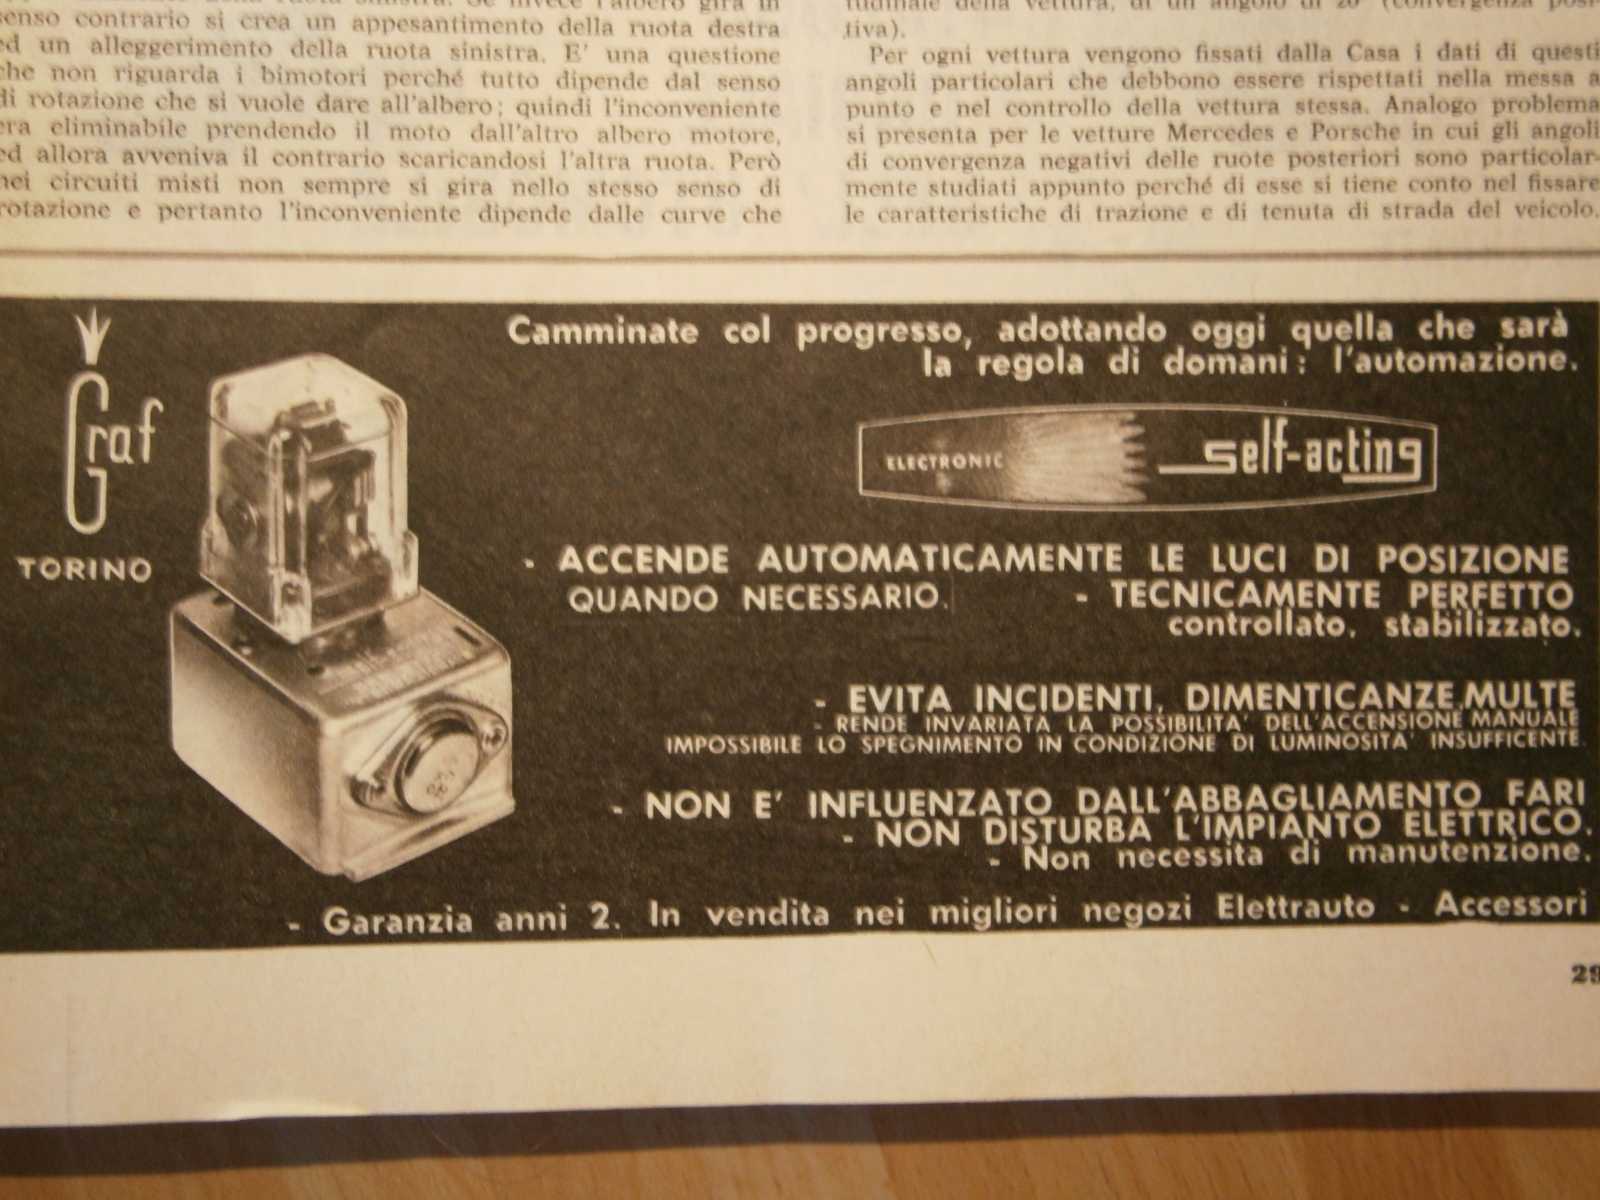 senso contrario si crea un appesantimento della ruota destra
ed un alleggerimento della ruota sinistra. E' una questione
che non riguarda i bimotori perché tutto dipende dal senso
di rotazione che si vuole dare all'albero; quindi l'inconveniente
era eliminabile prendendo il moto dall'altro albero motore,
ed allora avveniva il contrario scaricandosi l'altra ruota. Però
nei circuiti misti non sempre si gira nello stesso senso di
rotazione e pertanto l'inconveniente dipende dalle curve che
tudinale della vettura, di un angolo di 20'
tiva).
Per ogni vettura vengono fissati dalla Casa i dati di questi
angoli particolari che debbono essere rispettati nella messa a
punto e nel controllo della vettura stessa. Analogo problema
si presenta per le vetture Mercedes e Porsche in cui gli angoli
di convergenza negativi delle ruote posteriori sono particolar-
mente studiati appunto perché di esse si tiene conto nel fissare
le caratteristiche di trazione e di tenuta di strada del veicolo.
Graf
TORINO
Camminate col progresso, adottando oggi quella che sarà
la regola di domani: l'automazione.
ELECTRONIC self-acting
- ACCENDE AUTOMATICAMENTE LE LUCI DI POSIZIONE
QUANDO NECESSARIO. - TECNICAMENTE PERFETTO
controllato, stabilizzato.
- EVITA INCIDENTI, DIMENTICANZE, MULTE
- RENDE INVARIATA LA POSSIBILITA' DELL'ACCENSIONE MANUALE
IMPOSSIBILE LO SPEGNIMENTO IN CONDIZIONE DI LUMINOSITA' INSUFFICENTE.
- NON E' INFLUENZATO DALL'ABBAGLIAMENTO FARI
- NON DISTURBA L'IMPIANTO ELETTRICO.
- Non necessita di manutenzione.
- Garanzia anni 2. In vendita nei migliori negozi Elettrauto - Accessori
29